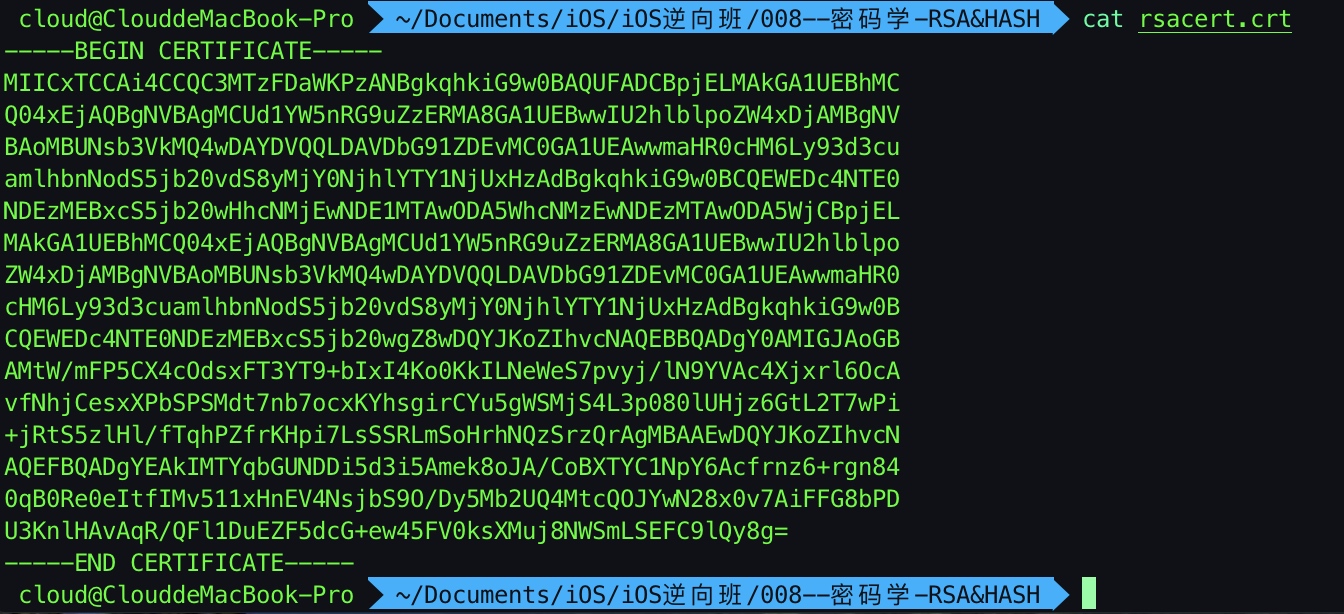 cloud@ClouddeMacBook-Pro ~/Documents/iOS/iOS逆向班/008--密码学-RSA&HASH cat rsacert.crt
-----BEGIN CERTIFICATE-----
MIICxTCCAi4CCQC3MTzFDaWKPzANBgkqhkiG9w0BAQUFADCBpjELMAkGA1UEBhMC
Q04xEjAQBgNVBAgMCUd1YW5nRG9uZzERMA8GA1UEBwwIU2hlblpoZW4xDjAMBgNV
BAoMBUNsb3VkMQ4wDAYDVQQLDAVDbG91ZDEvMC0GA1UEAwwmaHR0cHM6Ly93d3cu
amlhbnNodS5jb20vdS8yMjY0NjhlYTY1NjUxHzAdBgkqhkiG9w0BCQEWEDc4NTE0
NDEzMEBxcS5jb20wHhcNMjEwNDE1MTAwODA5WhcNMzEwNDEzMTAwODA5WjCBpjEL
MAkGA1UEBhMCQ04xEjAQBgNVBAgMCUd1YW5nRG9uZzERMA8GA1UEBwwIU2hlblpo
ZW4xDjAMBgNVBAoMBUNsb3VkMQ4wDAYDVQQLDAVDbG91ZDEvMC0GA1UEAwwmaHR0
cHM6Ly93d3cuamlhbnNodS5jb20vdS8yMjY0NjhlYTY1NjUxHzAdBgkqhkiG9w0B
CQEWEDc4NTE0NDEzMEBxcS5jb20wgZ8wDQYJKoZIhvcNAQEBBQADgY0AMIGJAoGB
AMtW/mFP5CX4cOdsxFT3YT9+bIxI4Ko0KkILNeWeS7pvyj/lN9YVAc4Xjxrl6OcA
vfNhjCesxXPbSPSMdt7nb7ocxKYhsgirCYu5gWSMjS4L3p080lUHjz6GtL2T7wPi
+jRtS5zlHl/fTqhPZfrKHpi7LsSSRLmSoHrhNQzSrzQrAgMBAAEwDQYJKoZIhvcN
AQEFBQADgYEAkIMTYqbGUNDDi5d3i5Amek8oJA/CoBXTYC1NpY6Acfrnz6+rgn84
0qB0Re0eItfIMv511xHnEV4NsjbS9O/Dy5Mb2UQ4MtcQOJYwN28x0v7AiFFG8bPD
U3KnlHAvAqR/QFl1DuEZF5dcG+ew45FV0ksXMuj8NWSmLSEFC9lQy8g=
-----END CERTIFICATE-----
cloud@ClouddeMacBook-Pro ~/Documents/iOS/iOS逆向班/008--密码学-RSA&HASH